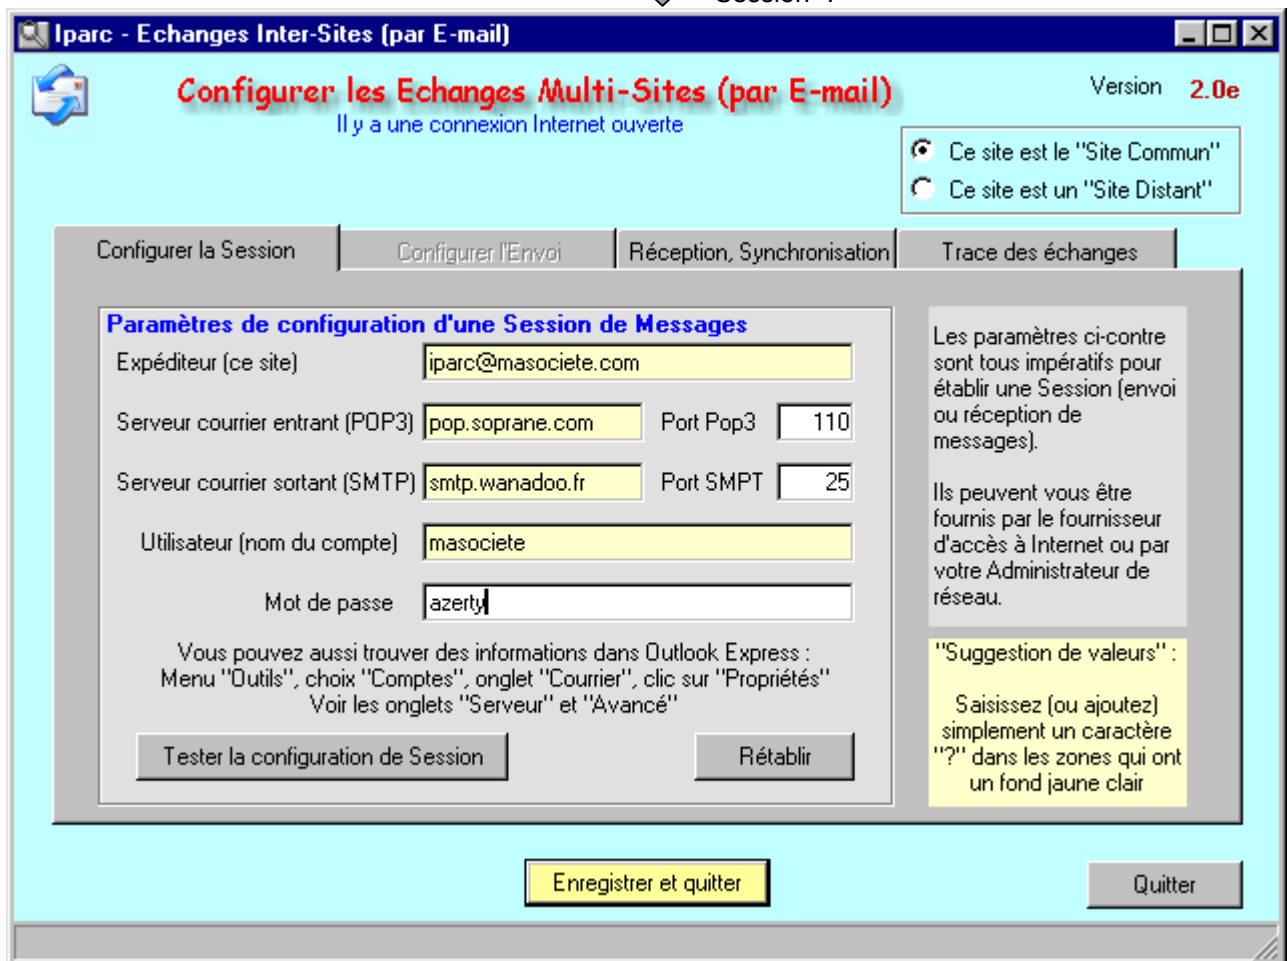 Session
Iparc - Echanges Inter-Sites (par E-mail)
Configurer les Echanges Multi-Sites (par E-mail)
Version 2.0e
Il y a une connexion Internet ouverte
Ce site est le "Site Commun"
Ce site est un "Site Distant"
Configurer la Session
Configurer l'Envoi
Réception, Synchronisation
Trace des échanges
Paramètres de configuration d'une Session de Messages
Expéditeur (ce site) iparc@masociete.com
Serveur courrier entrant (POP3) pop.soprane.com Port Pop3 110
Serveur courrier sortant (SMTP) smtp.wanadoo.fr Port SMPT 25
Utilisateur (nom du compte) masociete
Mot de passe azerty
Vous pouvez aussi trouver des informations dans Outlook Express :
Menu "Outils", choix "Comptes", onglet "Courrier", clic sur "Propriétés"
Voir les onglets "Serveur" et "Avancé"
Tester la configuration de Session
Rétablir
Les paramètres ci-contre
sont tous impératifs pour
établir une Session (envoi
ou réception de
messages).
Ils peuvent vous être
fournis par le fournisseur
d'accès à Internet ou par
votre Administrateur de
réseau.
"Suggestion de valeurs" :
Saisissez (ou ajoutez)
simplement un caractère
"?" dans les zones qui ont
un fond jaune clair
Enregistrer et quitter
Quitter